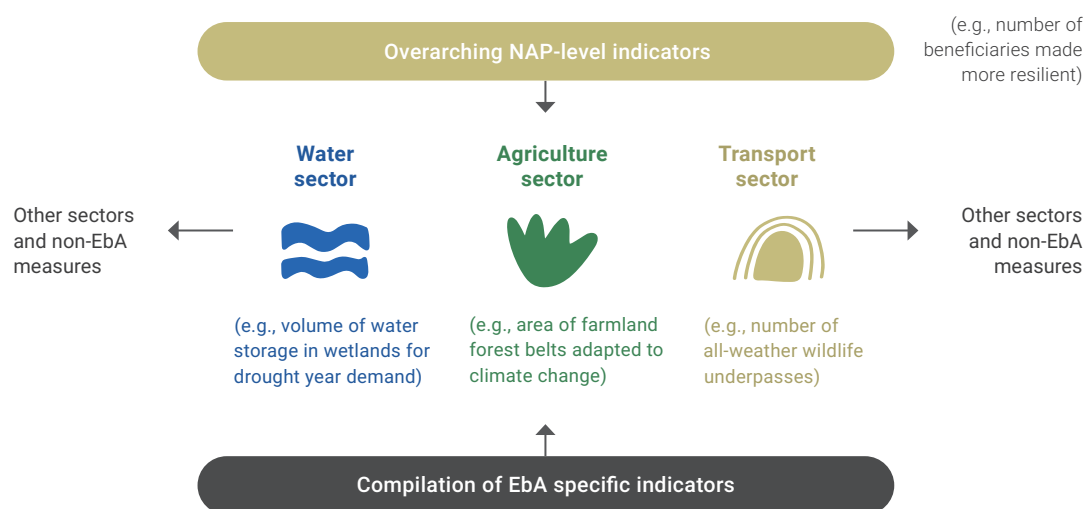 Overarching NAP-level indicators
(e.g., number of
beneficiaries made
more resilient)
Water
sector
Agriculture
sector
Transport
sector
Other sectors
and non-EbA
measures
Other sectors
and non-EbA
measures
(e.g., volume of water
storage in wetlands for
drought year demand)
(e.g., area of farmland
forest belts adapted to
climate change)
(e.g., number of
all-weather wildlife
underpasses)
Compilation of EbA specific indicators